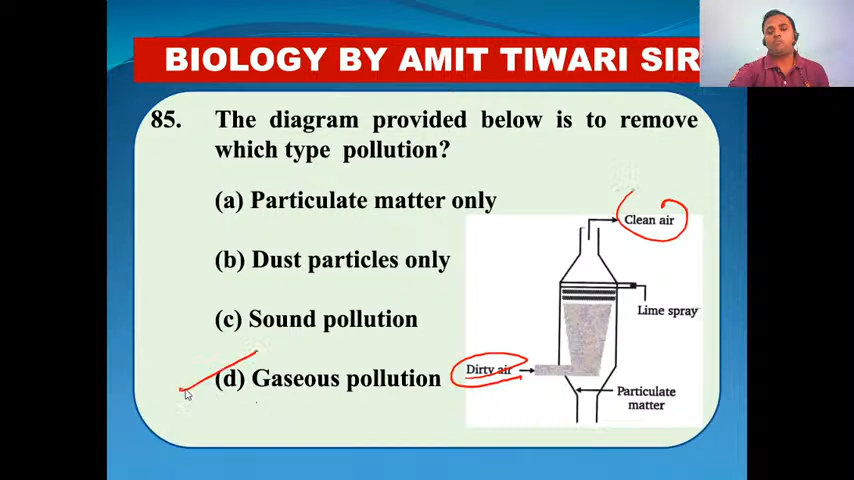 BIOLOGY BY AMIT TIWARI SIR
85. The diagram provided below is to remove
which type pollution?
(a) Particulate matter only
(b) Dust particles only
(c) Sound pollution
(d) Gaseous pollution
Clean air
Lime spray
Dirty air
Particulate
matter